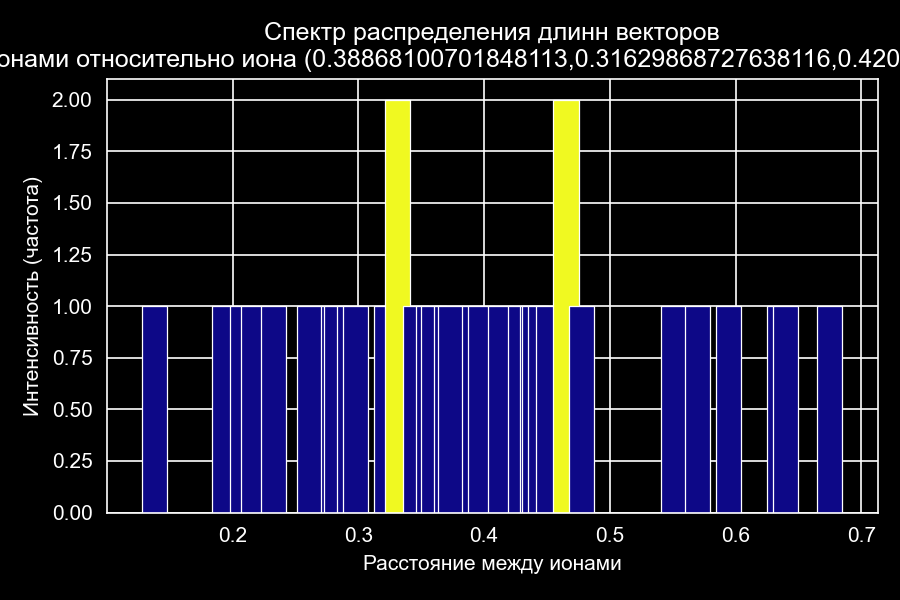 Спектр распределения длинн векторов
онами относительно иона (0.38868100701848113,0.31629868727638116,0.420
2.00
1.75
1.50
1.25
1.00
0.75
0.50
0.25
0.00
Интенсивность (частота)
0.2 0.3 0.4 0.5 0.6 0.7
Расстояние между ионами